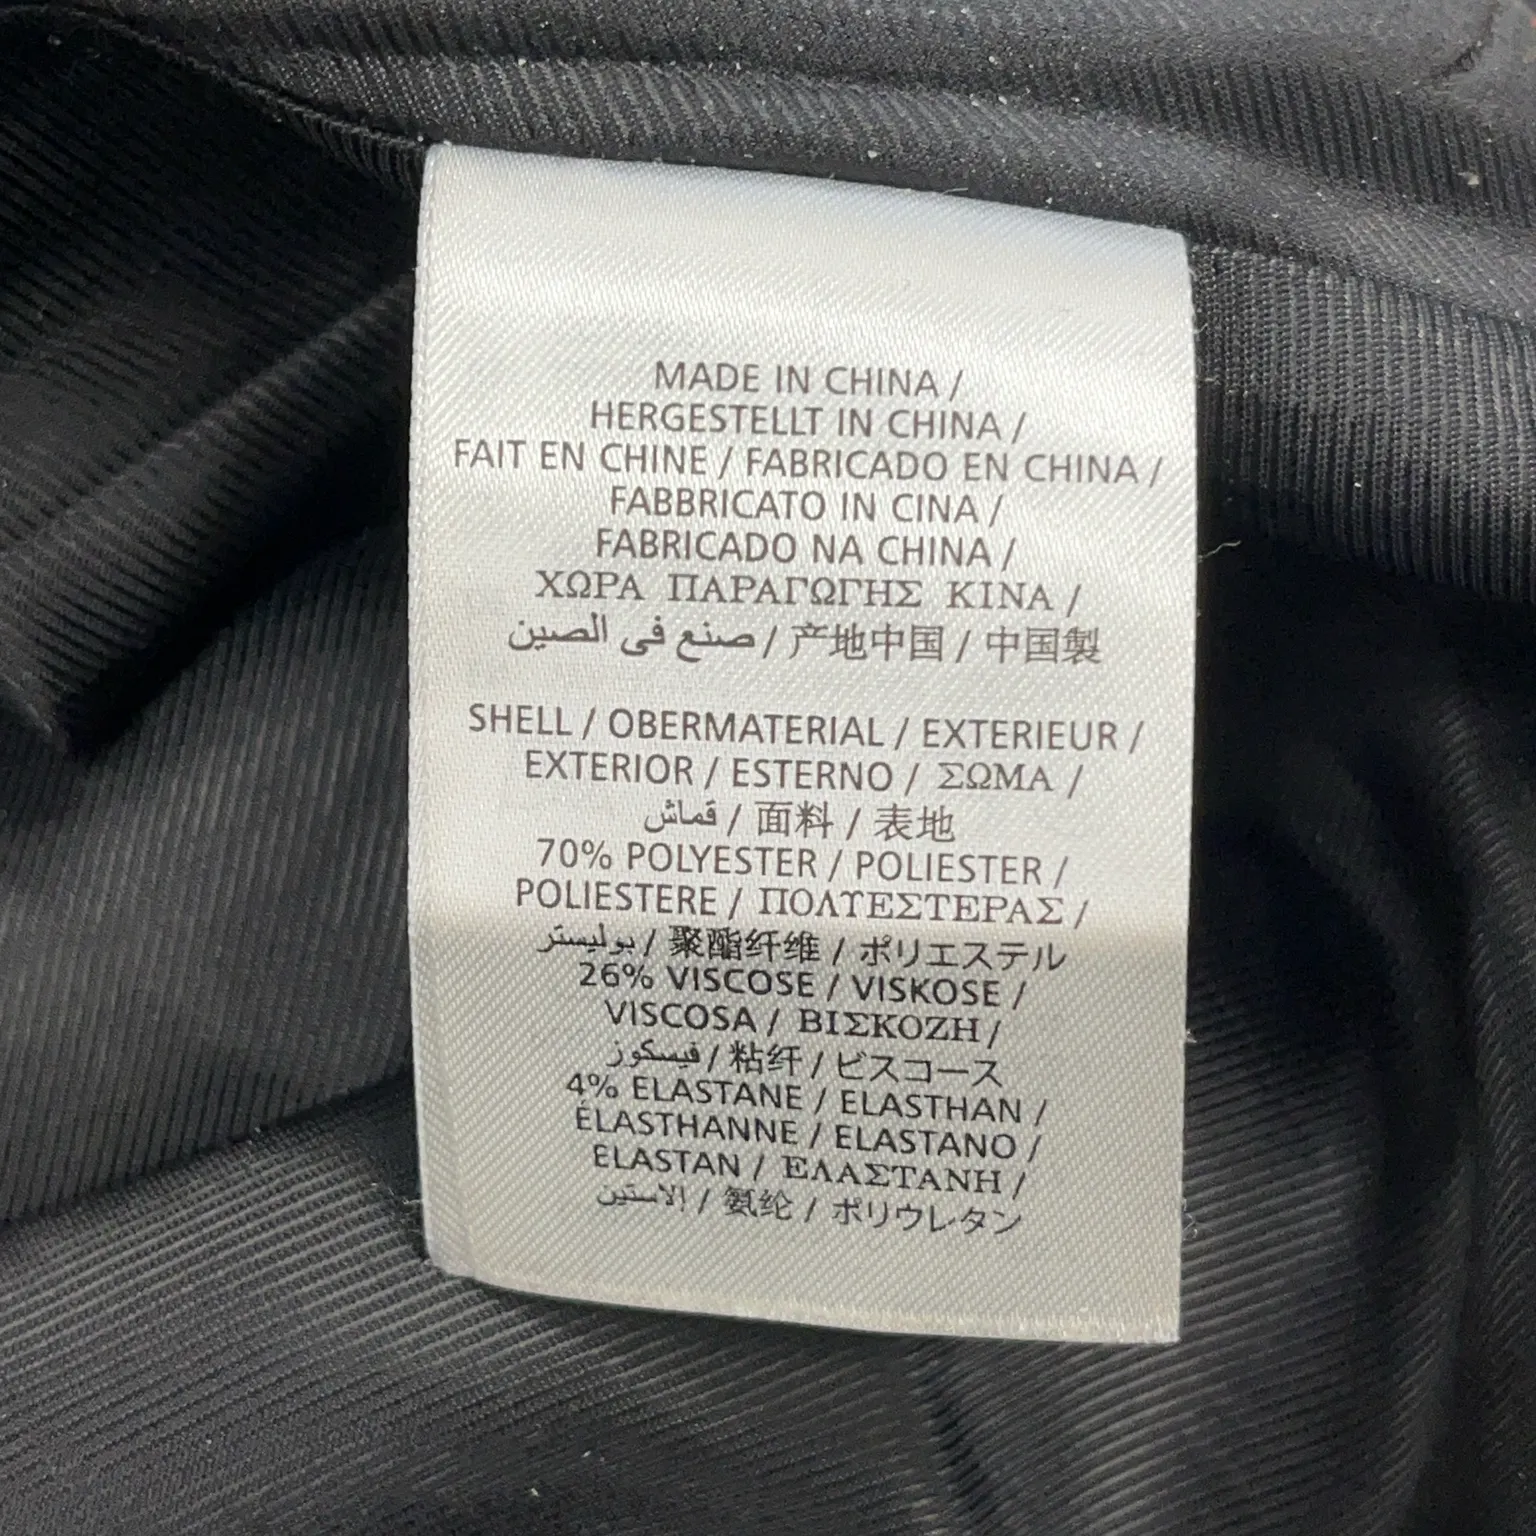 MADE IN CHINA /
HERGESTELLT IN CHINA /
FAIT EN CHINE / FABRICADO EN CHINA /
FABBRICATO IN CINA /
FABRICADO NA CHINA /
ΧΩΡΑ ΠΑΡΑΓΩΓΗΣ ΚΙΝΑ /
صنع في الصين / 产地中国 / 中国製
SHELL / OBERMATERIAL / EXTERIEUR /
EXTERIOR / ESTERNO / ΣΩΜΑ /
قماش / 面料 / 表地
70% POLYESTER / POLIESTER /
POLIESTERE / ΠΟΛΥΕΣΤΕΡΑΣ /
بوليستر / 聚酯纤维 / ポリエステル
26% VISCOSE / VISKOSE /
VISCOSA / ΒΙΣΚΟΖΗ /
فيسكوز / 粘纤 / ビスコース
4% ELASTANE / ELASTHAN /
ÉLASTHANNE / ELASTANO /
ELASTAN / ΕΛΑΣΤΑΝΗ /
الاستين / 氨纶 / ポリウレタン